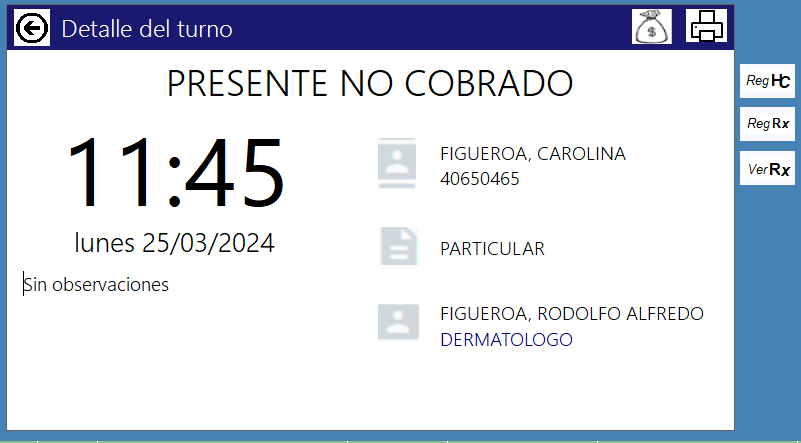 Detalle del turno
$
PRESENTE NO COBRADO
11:45
lunes 25/03/2024
Sin observaciones
FIGUEROA, CAROLINA
40650465
PARTICULAR
FIGUEROA, RODOLFO ALFREDO
DERMATOLOGO
Reg HC
Reg Rx
Ver Rx